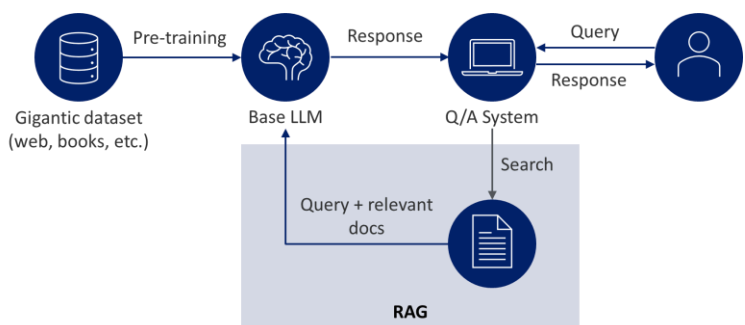 Pre-training
Response
Query
Response
Gigantic dataset
(web, books, etc.)
Base LLM
Q/A System
Search
Query + relevant
docs
RAG